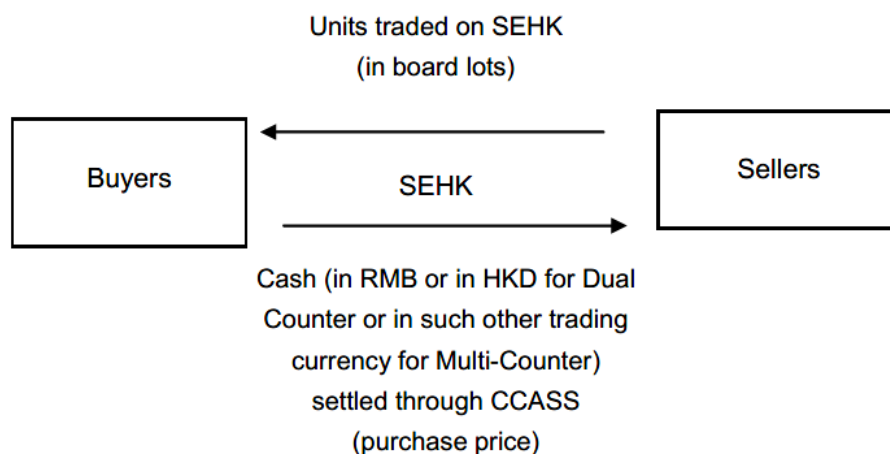 Units traded on SEHK
(in board lots)
Buyers
SEHK
Sellers
Cash (in RMB or in HKD for Dual
Counter or in such other trading
currency for Multi-Counter)
settled through CCASS
(purchase price)